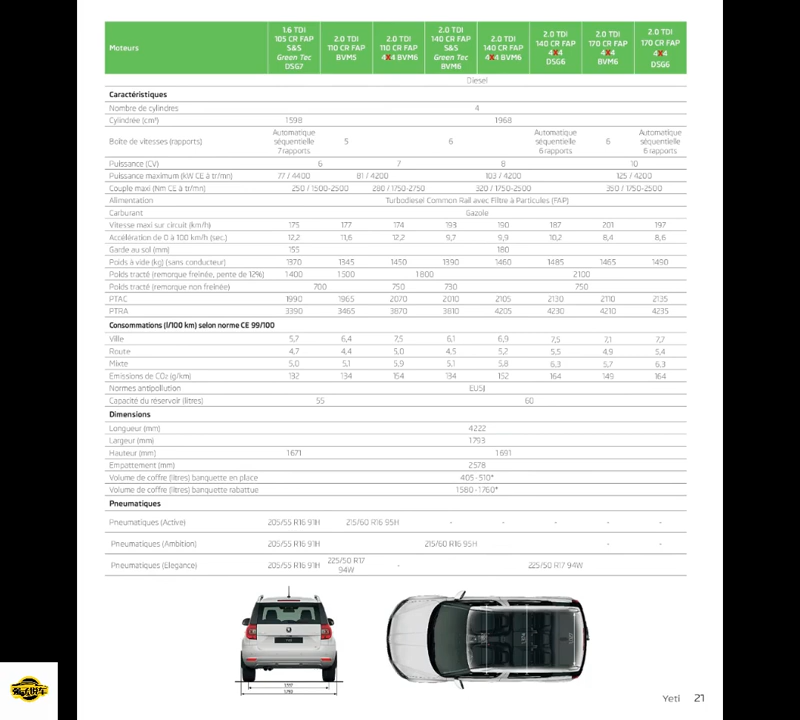 Moteurs 1.6 TDI 105 CR FAP S&S Green Tec DSG7 2.0 TDI 110 CR FAP BVM5 2.0 TDI 110 CR FAP 4x4 BVM6 2.0 TDI 140 CR FAP S&S Green Tec BVM6 2.0 TDI 140 CR FAP 4x4 BVM6 2.0 TDI 140 CR FAP 4x4 DSG6 2.0 TDI 170 CR FAP 4x4 BVM6 2.0 TDI 170 CR FAP 4x4 DSG6
Diesel
Caractéristiques
Nombre de cylindres 4
Cylindrée (cm³) 1598 1968
Boîte de vitesses (rapports) Automatique séquentielle 7 rapports 5 6 Automatique séquentielle 6 rapports 6 Automatique séquentielle 6 rapports
Puissance (CV) 6 7 8 10
Puissance maximum (kW CE à tr/mn) 77 / 4400 81 / 4200 103 / 4200 125 / 4200
Couple maxi (Nm CE à tr/mn) 250 / 1500-2500 280 / 1750-2750 320 / 1750-2500 350 / 1750-2500
Alimentation Turbodiesel Common Rail avec Filtre à Particules (FAP)
Carburant Gazole
Vitesse maxi sur circuit (km/h) 175 177 174 193 190 187 201 197
Accélération de 0 à 100 km/h (sec.) 12,2 11,6 12,2 9,7 9,9 10,2 8,4 8,6
Garde au sol (mm) 155 180
Poids à vide (kg) (sans conducteur) 1370 1345 1450 1390 1460 1485 1465 1490
Poids tracté (remorque freinée, pente de 12%) 1400 1500 1800 2100
Poids tracté (remorque non freinée) 700 750 730 750
PTAC 1990 1965 2070 2010 2105 2130 2110 2135
PTRA 3390 3465 3870 3810 4205 4230 4210 4235
Consommations (l/100 km) selon norme CE 99/100
Ville 5,7 6,4 7,5 6,1 6,9 7,5 7,1 7,7
Route 4,7 4,4 5,0 4,5 5,2 5,5 4,9 5,4
Mixte 5,0 5,1 5,9 5,1 5,8 6,3 5,7 6,3
Emissions de CO₂ (g/km) 132 134 154 134 152 164 149 164
Normes antipollution EU5J
Capacité du réservoir (litres) 55 60
Dimensions
Longueur (mm) 4222
Largeur (mm) 1793
Hauteur (mm) 1671 1691
Empattement (mm) 2578
Volume de coffre (litres) banquette en place 405 -510*
Volume de coffre (litres) banquette rabattue 1580 -1760*
Pneumatiques
Pneumatiques (Active) 205/55 R16 91H 215/60 R16 95H - - - - -
Pneumatiques (Ambition) 205/55 R16 91H 215/60 R16 95H - -
Pneumatiques (Elegance) 205/55 R16 91H 225/50 R17 94W - 225/50 R17 94W
1793
Yeti 21